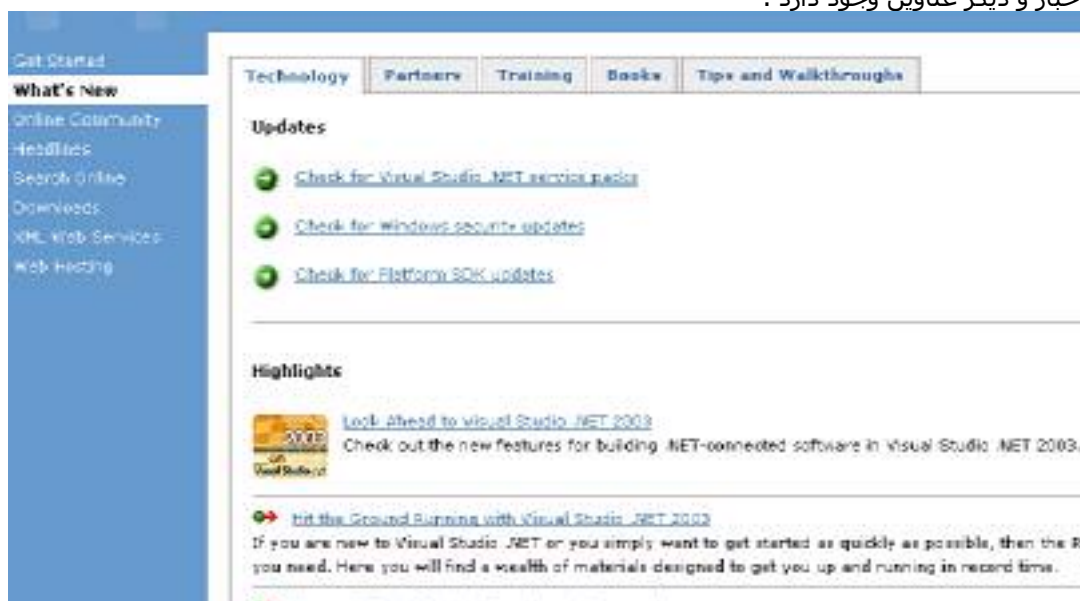 خبار و دیگر عناوین وجود دارد .
Get Started
What's New
Online Community
Headlines
Search Online
Downloads
XML Web Services
Web Hosting
Technology Partners Training Books Tips and Walkthroughs
Updates
Check for Visual Studio .NET service packs
Check for Windows security updates
Check for Platform SDK updates
Highlights
Look Ahead to Visual Studio .NET 2003
Check out the new features for building .NET-connected software in Visual Studio .NET 2003.
Hit the Ground Running with Visual Studio .NET 2003
If you are new to Visual Studio .NET or you simply want to get started as quickly as possible, then the R
you need. Here you will find a wealth of materials designed to get you up and running in record time.